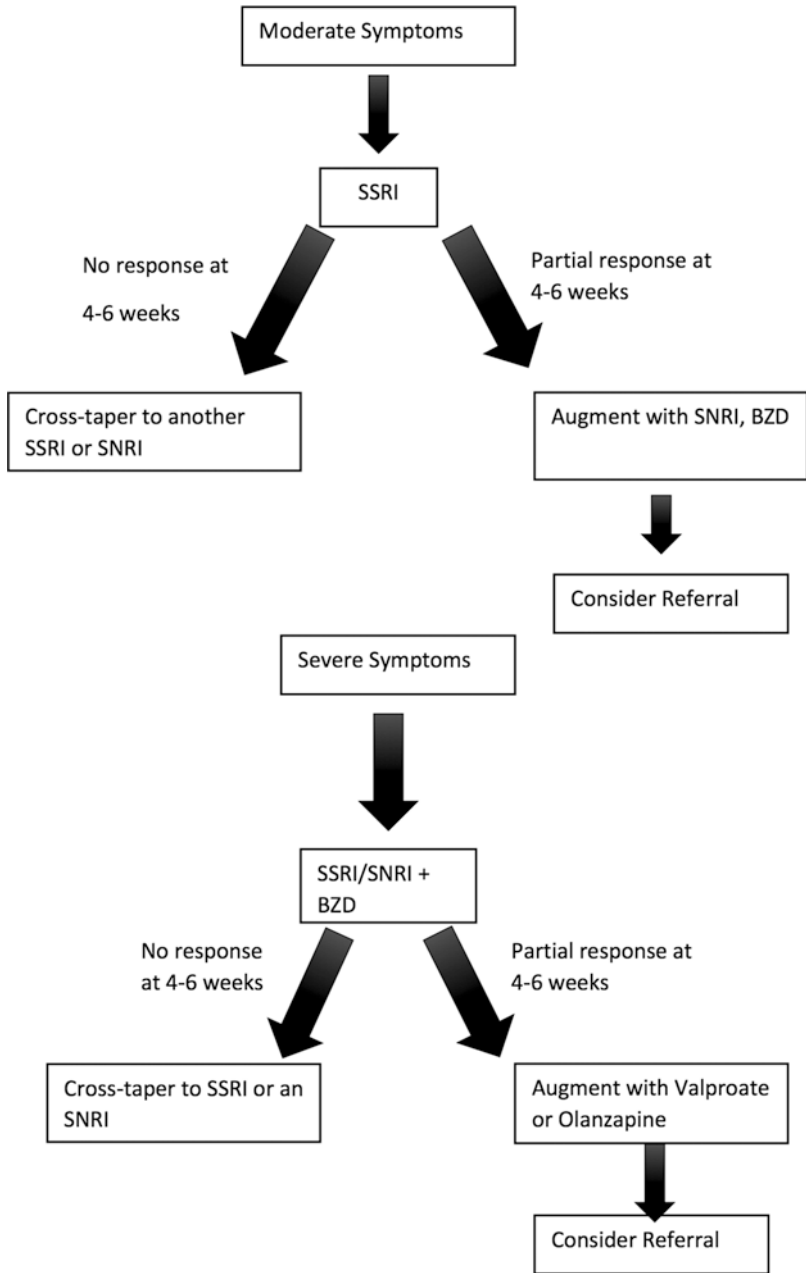 Moderate Symptoms
SSRI
No response at
4-6 weeks
Partial response at
4-6 weeks
Cross-taper to another
SSRI or SNRI
Augment with SNRI, BZD
Consider Referral
Severe Symptoms
SSRI/SNRI +
BZD
No response
at 4-6 weeks
Partial response at
4-6 weeks
Cross-taper to SSRI or an
SNRI
Augment with Valproate
or Olanzapine
Consider Referral